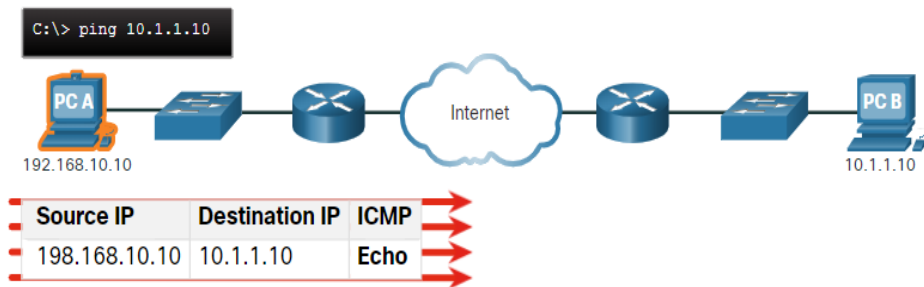 C:\> ping 10.1.1.10
PC A
Internet
PC B
192.168.10.10
10.1.1.10
Source IP Destination IP ICMP
198.168.10.10 10.1.1.10 Echo